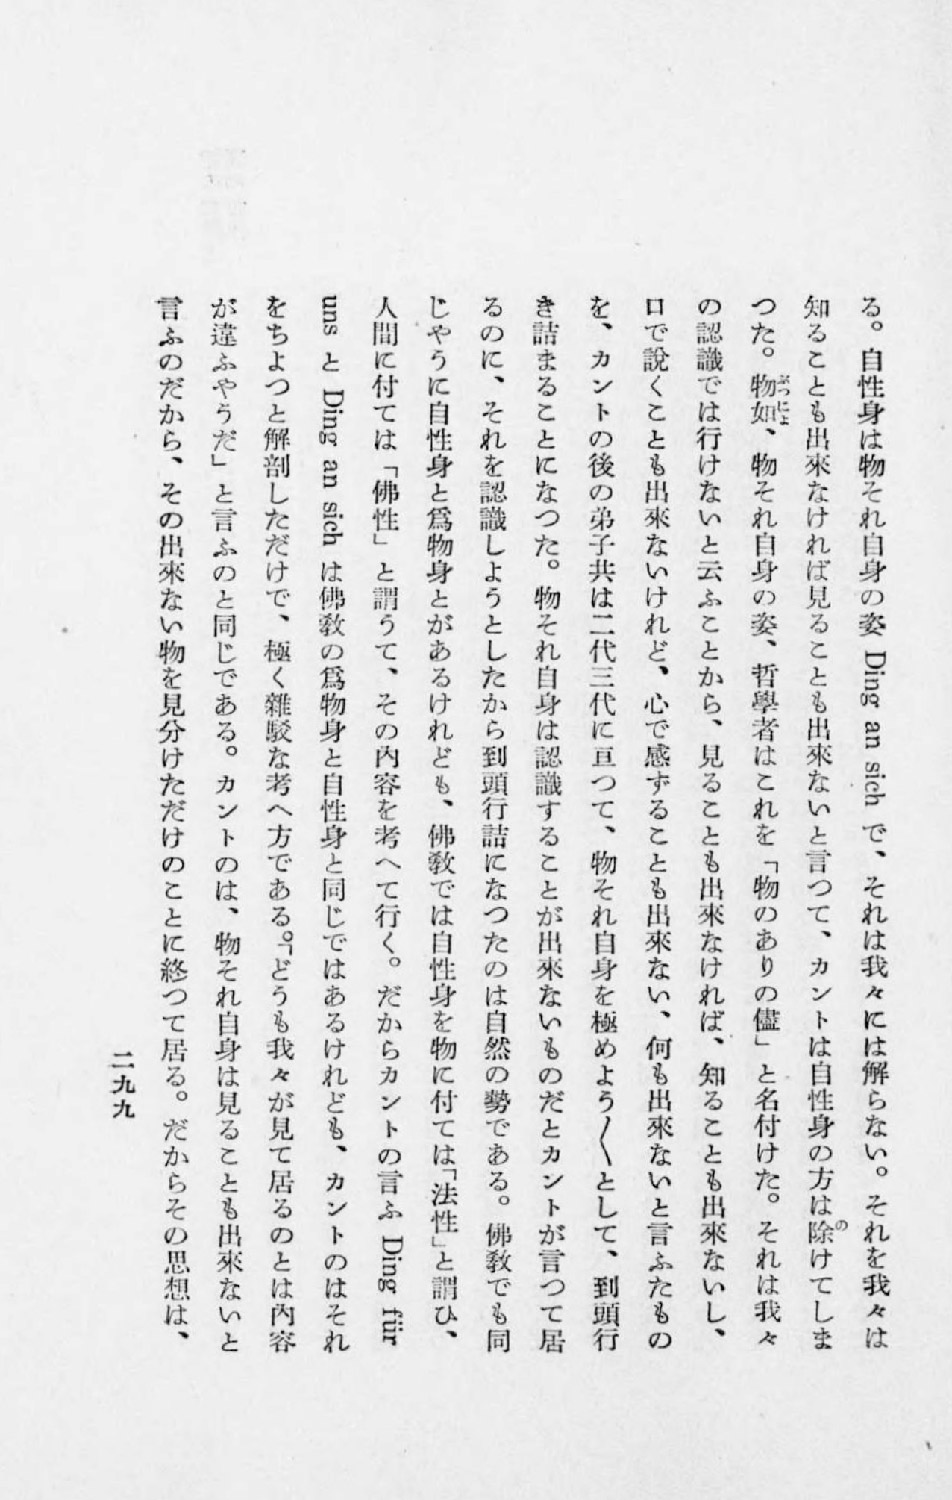 る。自性身は物それ自身の姿 Ding an sich で、それは我々には解らない。それを我々は
知ることも出來なければ見ることも出來ないと言つて、カントは自性身の方は除けてしま
つた。物如、物それ自身の姿、哲學者はこれを「物のありの儘」と名付けた。それは我々
の認識では行けないと云ふことから、見ることも出來なければ、知ることも出來ないし、
口で說くことも出來ないけれど、心で感ずることも出來ない、何も出來ないと言ふたもの
を、カントの後の弟子共は二代三代に亘つて、物それ自身を極めよう〱として、到頭行
き詰まることになつた。物それ自身は認識することが出來ないものだとカントが言つて居
るのに、それを認識しようとしたから到頭行詰になつたのは自然の勢である。佛敎でも同
じやうに自性身と爲物身とがあるけれども、佛敎では自性身を物に付ては「法性」と謂ひ、
人間に付ては「佛性」と謂うて、その內容を考へて行く。だからカントの言ふ Ding für
uns と Ding an sich は佛敎の爲物身と自性身と同じではあるけれども、カントのはそれ
をちよつと解剖しただけで、極く雜駁な考へ方である。「どうも我々が見て居るのとは內容
が違ふやうだ」と言ふのと同じである。カントのは、物それ自身は見ることも出來ないと
言ふのだから、その出來ない物を見分けただけのことに終つて居る。だからその思想は、
二九九